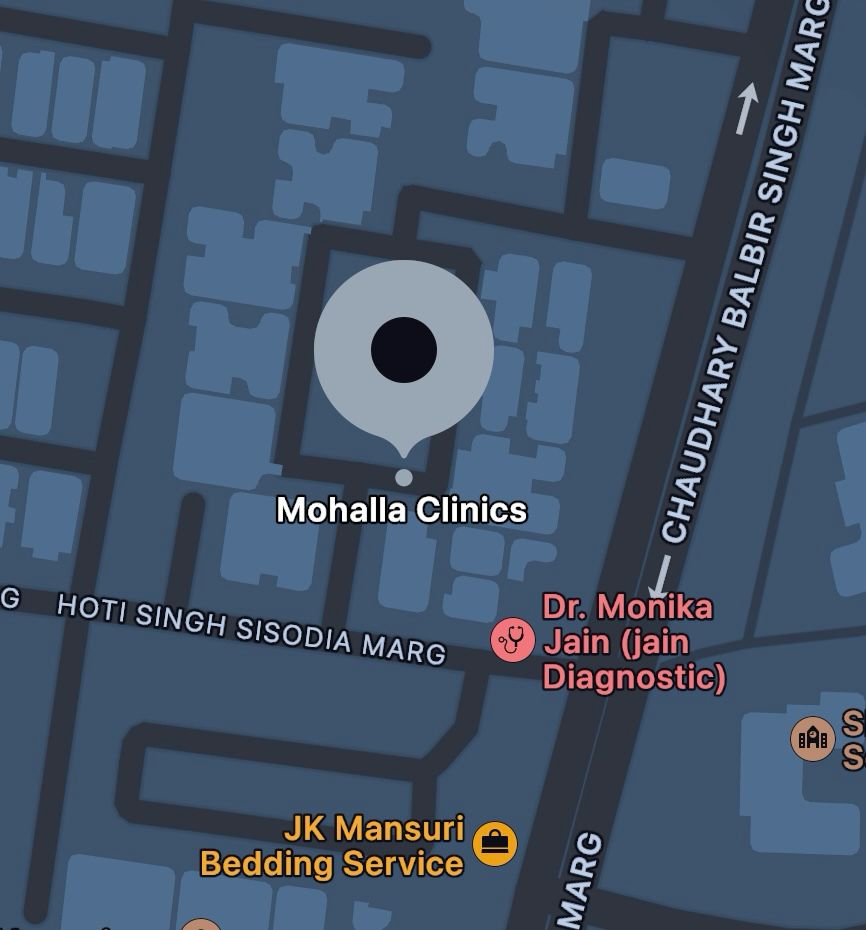 CHAUDHARY BALBIR SINGH MARG
Mohalla Clinics
G
HOTI SINGH SISODIA MARG
Dr. Monika
Jain (jain
Diagnostic)
S
S
JK Mansuri
Bedding Service
MARG